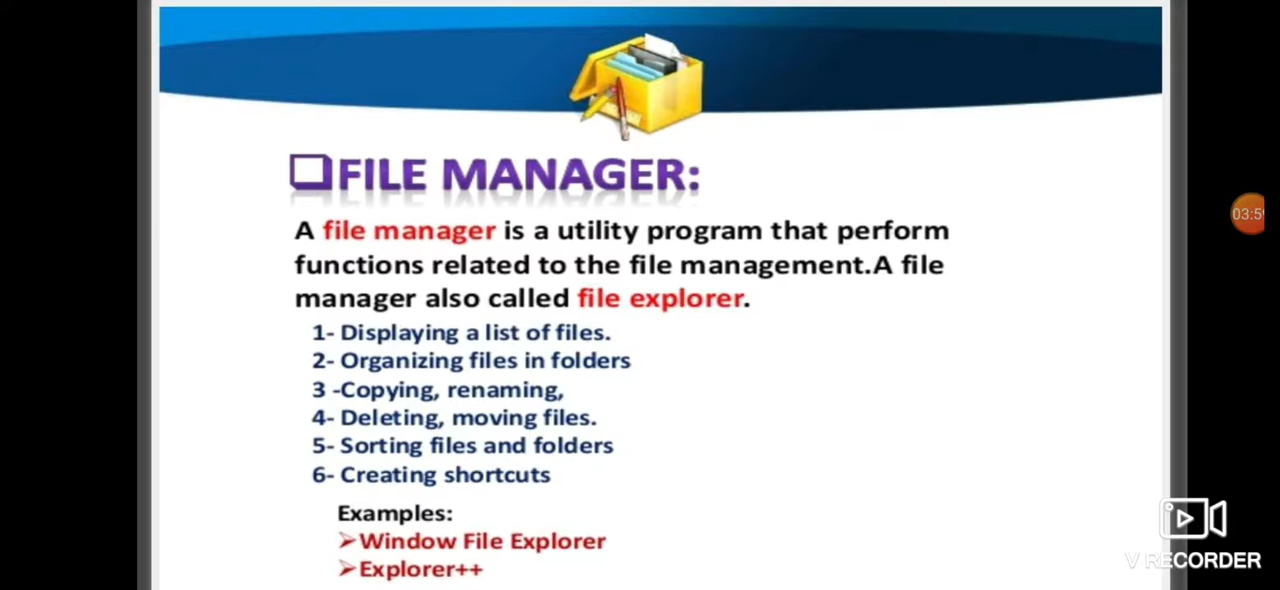 FILE MANAGER:
A file manager is a utility program that perform
functions related to the file management.A file
manager also called file explorer.
1- Displaying a list of files.
2- Organizing files in folders
3 -Copying, renaming,
4- Deleting, moving files.
5- Sorting files and folders
6- Creating shortcuts
Examples:
➢Window File Explorer
➢Explorer++
V RECORDER